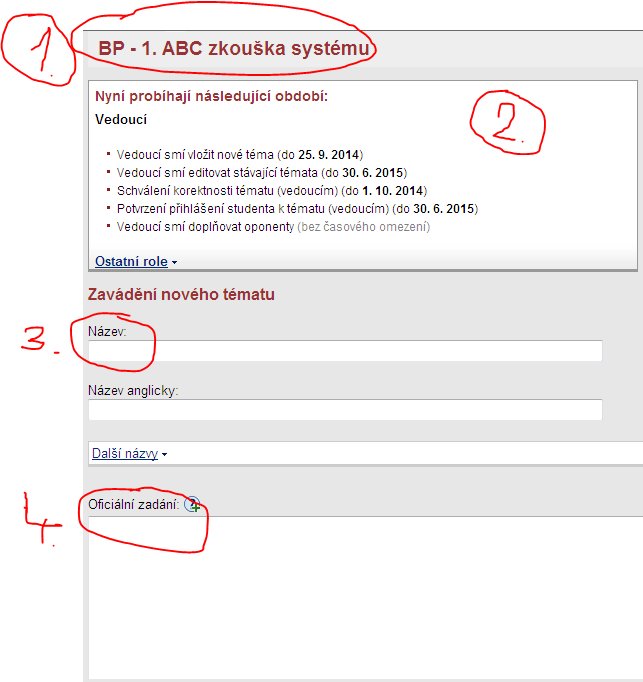 1.
BP - 1. ABC zkouška systému
Nyní probíhají následující období:
2.
Vedoucí
Vedoucí smí vložit nové téma (do 25. 9. 2014)
Vedoucí smí editovat stávající témata (do 30. 6. 2015)
Schválení korektnosti tématu (vedoucím) (do 1. 10. 2014)
Potvrzení přihlášení studenta k tématu (vedoucím) (do 30. 6. 2015)
Vedoucí smí doplňovat oponenty (bez časového omezení)
Ostatní role
Zavádění nového tématu
3.
Název:
Název anglicky:
Další názvy
4.
Oficiální zadání: ?